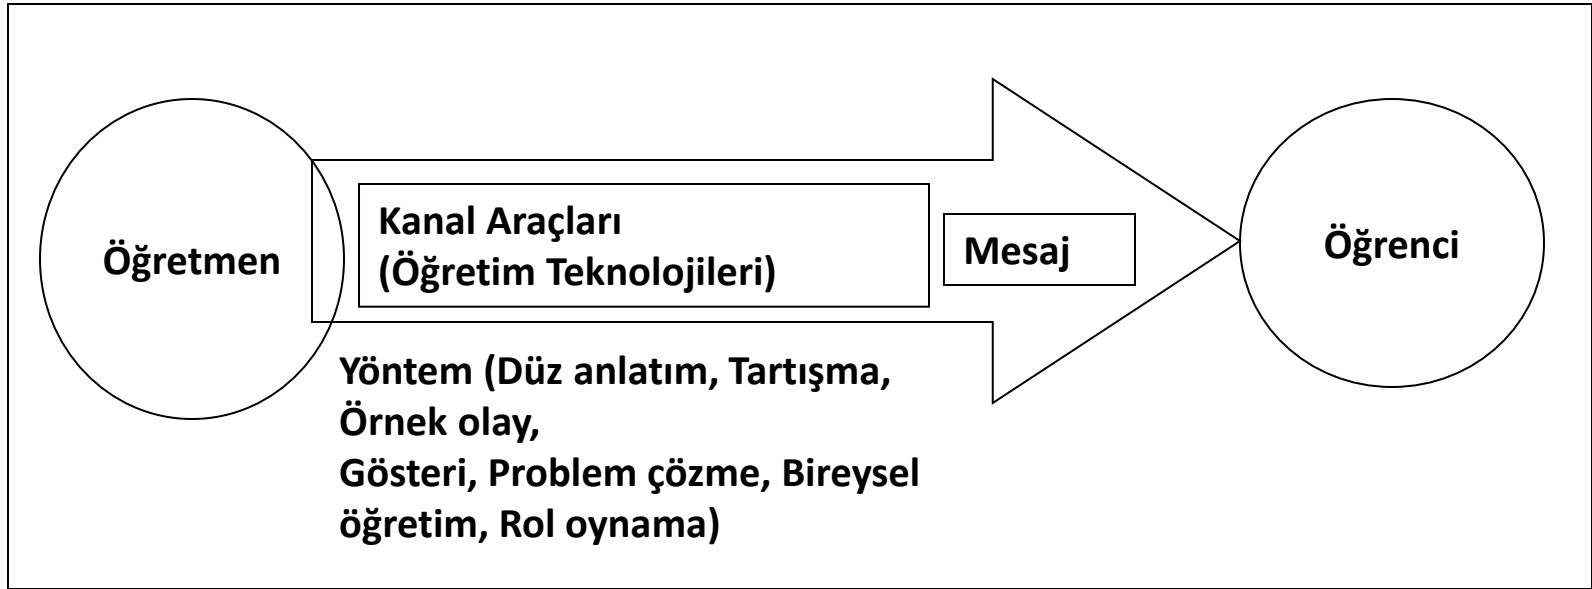 Öğretmen
Kanal Araçları
(Öğretim Teknolojileri)
Mesaj
Öğrenci
Yöntem (Düz anlatım, Tartışma,
Örnek olay,
Gösteri, Problem çözme, Bireysel
öğretim, Rol oynama)